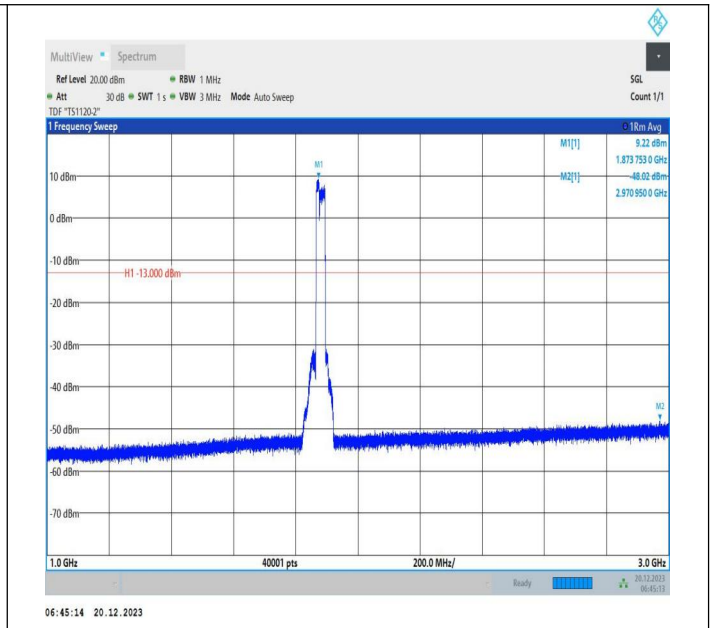 R&S
MultiView Spectrum
Ref Level 20.00 dBm RBW 1 MHz SGL
Att 30 dB SWT 1 s VBW 3 MHz Mode Auto Sweep Count 1/1
TDF "TS1120-2"
1 Frequency Sweep 1Rm Avg
M1[1] 9.22 dBm
1.873 753 0 GHz
M2[1] -48.02 dBm
2.970 950 0 GHz
M1
10 dBm
0 dBm
-10 dBm
H1 -13.000 dBm
-20 dBm
-30 dBm
-40 dBm
M2
-50 dBm
-60 dBm
-70 dBm
1.0 GHz 40001 pts 200.0 MHz/ 3.0 GHz
Ready 20.12.2023
06:45:13
06:45:14 20.12.2023